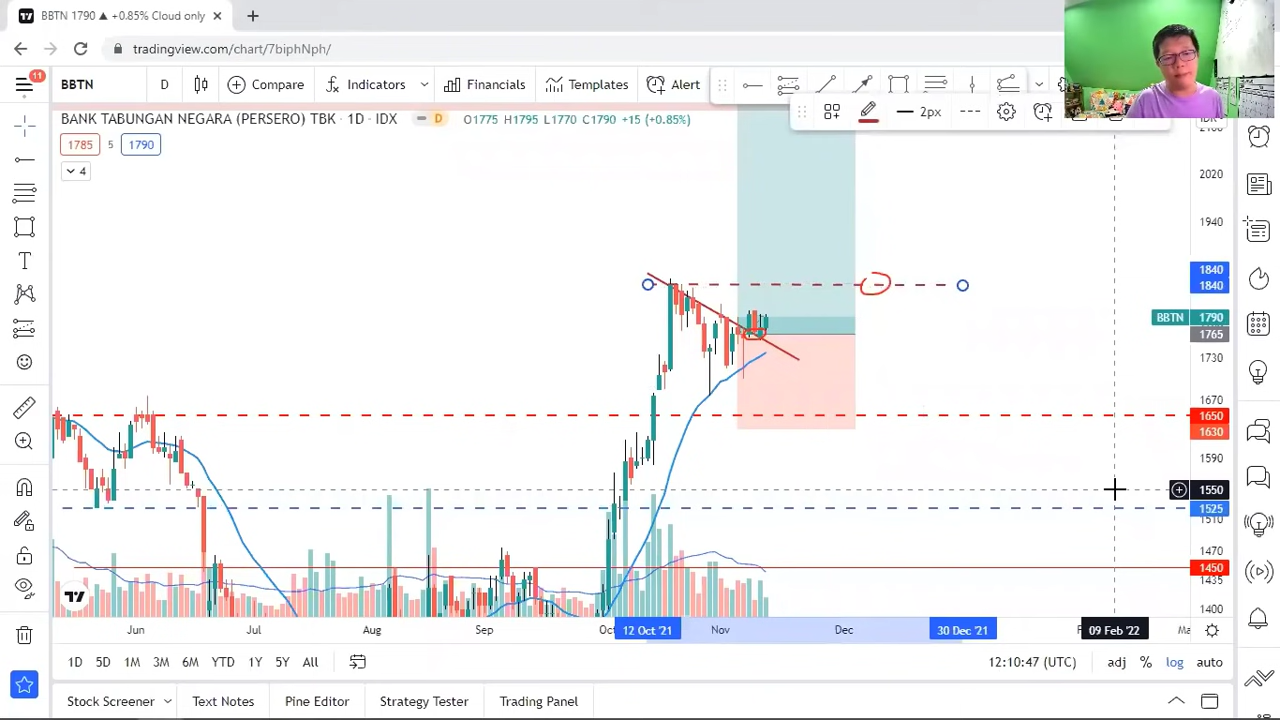 BBTN 1790 ▲ +0.85% Cloud only
tradingview.com/chart/7biphNph/
11
BBTN
D
Compare
Indicators
Financials
Templates
Alert
2px
BANK TABUNGAN NEGARA (PERSERO) TBK · 1D · IDX
D
O1775 H1795 L1770 C1790 +15 (+0.85%)
1785
5
1790
4
2020
1940
1840
1840
BBTN
1790
1765
1730
1670
1650
1630
1590
1550
1525
1510
1470
1450
1435
1400
Jun
Jul
Aug
Sep
12 Oct '21
Nov
Dec
30 Dec '21
09 Feb '22
1D
5D
1M
3M
6M
YTD
1Y
5Y
All
12:10:47 (UTC)
adj
%
log
auto
Stock Screener
Text Notes
Pine Editor
Strategy Tester
Trading Panel